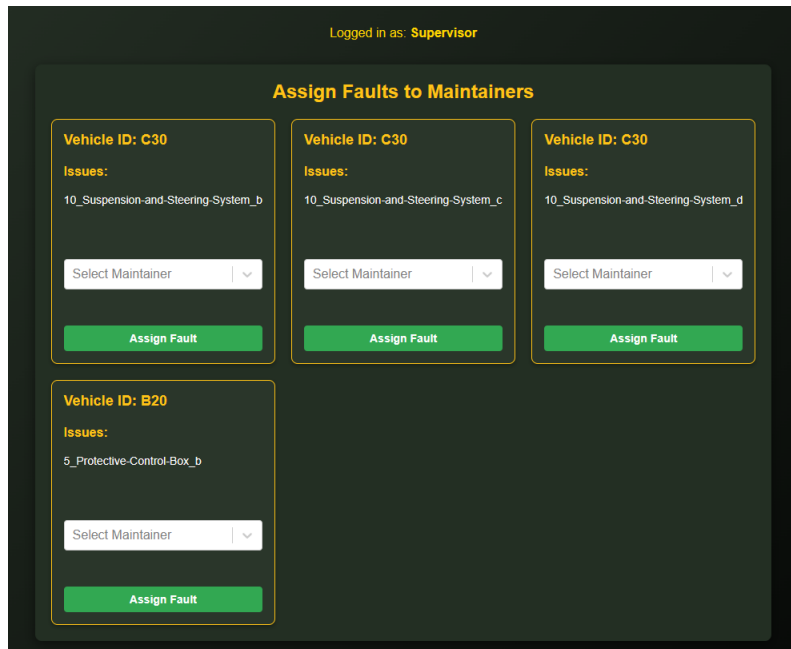 Logged in as: Supervisor
Assign Faults to Maintainers
Vehicle ID: C30
Issues:
10_Suspension-and-Steering-System_b
Select Maintainer
Assign Fault
Vehicle ID: C30
Issues:
10_Suspension-and-Steering-System_c
Select Maintainer
Assign Fault
Vehicle ID: C30
Issues:
10_Suspension-and-Steering-System_d
Select Maintainer
Assign Fault
Vehicle ID: B20
Issues:
5_Protective-Control-Box_b
Select Maintainer
Assign Fault